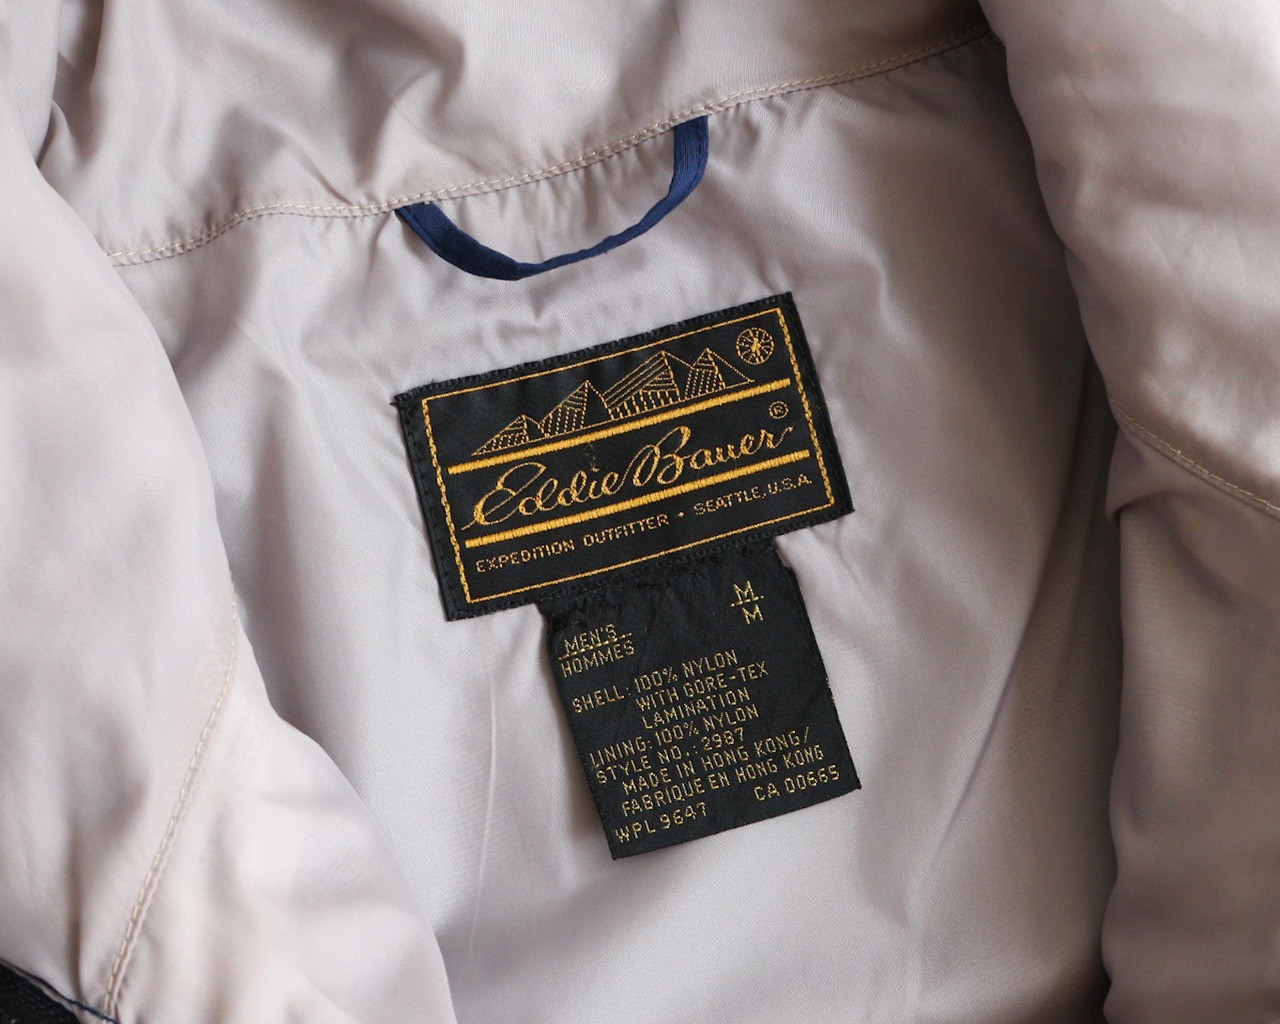 Eddie Bauer®
EXPEDITION OUTFITTER • SEATTLE, U.S.A.
M
M
MEN'S
HOMMES
SHELL: 100% NYLON
WITH GORE-TEX
LAMINATION
LINING: 100% NYLON
STYLE NO.: 2987
MADE IN HONG KONG/
FABRIQUE EN HONG KONG
WPL 9647 CA 00665